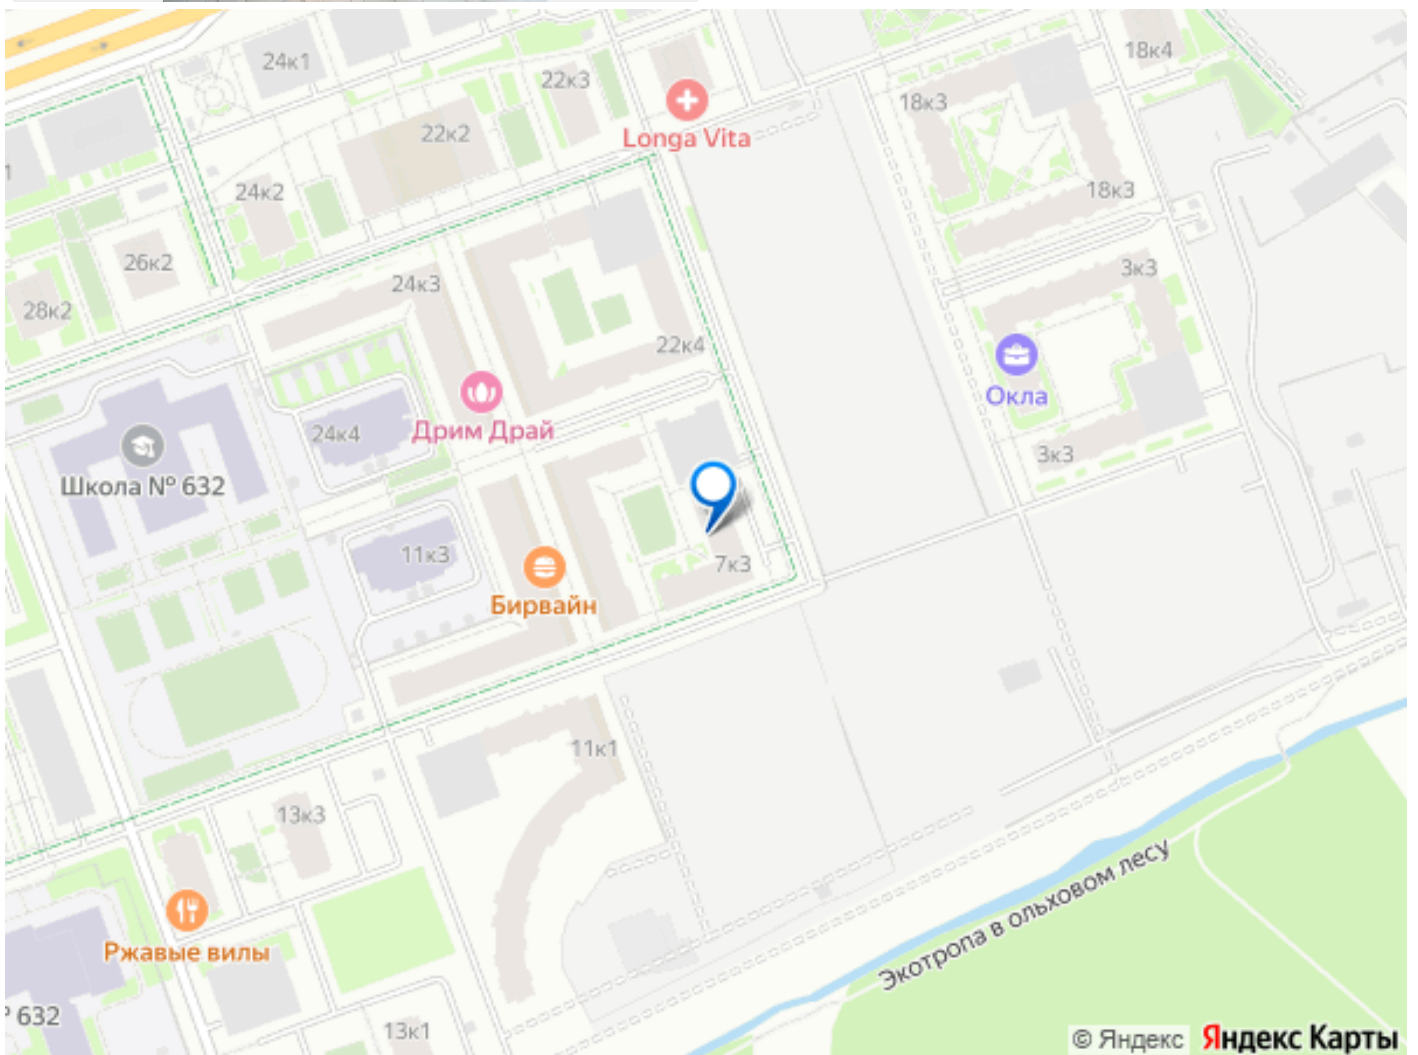 24к1
22к3
18к4
18к3
Longa Vita
22к2
24к2
18к3
26к2
3к3
24к3
28к2
22к4
Окла
Дрим Драй
24к4
3к3
Школа № 632
11к3
7к3
Бирвайн
11к1
13к3
Экотропа в ольховом лесу
Ржавые вилы
632
13к1
© Яндекс Яндекс Карты